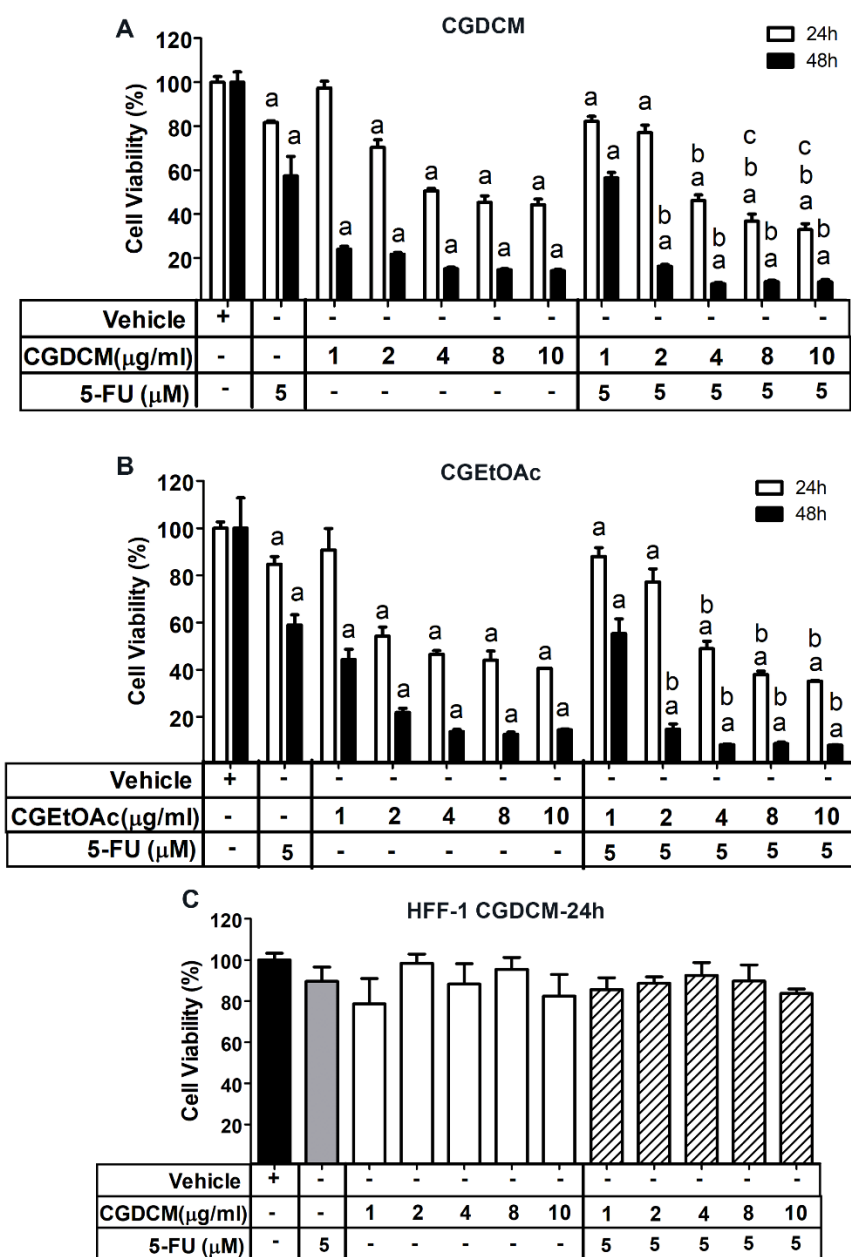 A
CGDCM
24h
48h
Cell Viability (%)
120
100
80
60
40
20
a a a a a a a a a a a a a a b a b a b a c b a b a c b a b a
Vehicle + - - - - - - - - - - -
CGDCM(μg/ml) - - 1 2 4 8 10 1 2 4 8 10
5-FU (μM) - 5 - - - - - 5 5 5 5 5
B
CGEtOAc
24h
48h
Cell Viability (%)
120
100
80
60
40
20
a a a a a a a a a a a a a a b a b a b a b a b a b a b a
Vehicle + - - - - - - - - - - -
CGEtOAc(μg/ml) - - 1 2 4 8 10 1 2 4 8 10
5-FU (μM) - 5 - - - - - 5 5 5 5 5
C
HFF-1 CGDCM-24h
Cell Viability (%)
120
100
80
60
40
20
Vehicle + - - - - - - - - - - -
CGDCM(μg/ml) - - 1 2 4 8 10 1 2 4 8 10
5-FU (μM) - 5 - - - - - 5 5 5 5 5